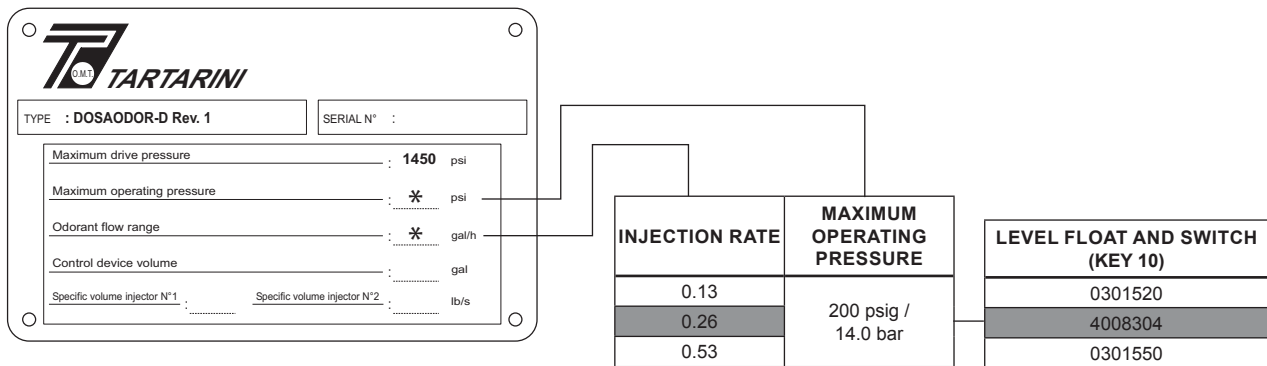 O.M.T.
TARTARINI
TYPE : DOSAODOR-D Rev. 1
SERIAL N° :
Maximum drive pressure : 1450 psi
Maximum operating pressure : * psi
Odorant flow range : * gal/h
Control device volume : gal
Specific volume injector N°1 : Specific volume injector N°2 : lb/s
INJECTION RATE
MAXIMUM
OPERATING
PRESSURE
0.13
0.26
0.53
200 psig /
14.0 bar
LEVEL FLOAT AND SWITCH
(KEY 10)
0301520
4008304
0301550